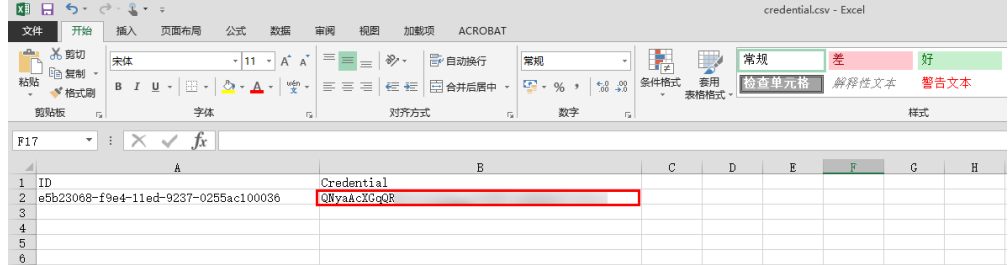 credential.csv - Excel
文件 开始 插入 页面布局 公式 数据 审阅 视图 加载项 ACROBAT
剪切 宋体 11 A A 自动换行 常规 常规 差 好
复制
粘贴 格式刷 B I U A wén 文 合并后居中 % , 条件格式 套用 表格格式 检查单元格 解释性文本 警告文本
剪贴板 字体 对齐方式 数字 样式
F17 fx
A B C D E F G H
1 ID Credential
2 e5b23068-f9e4-11ed-9237-0255ac100036 QNyaAcXGqQR
3
4
5
6